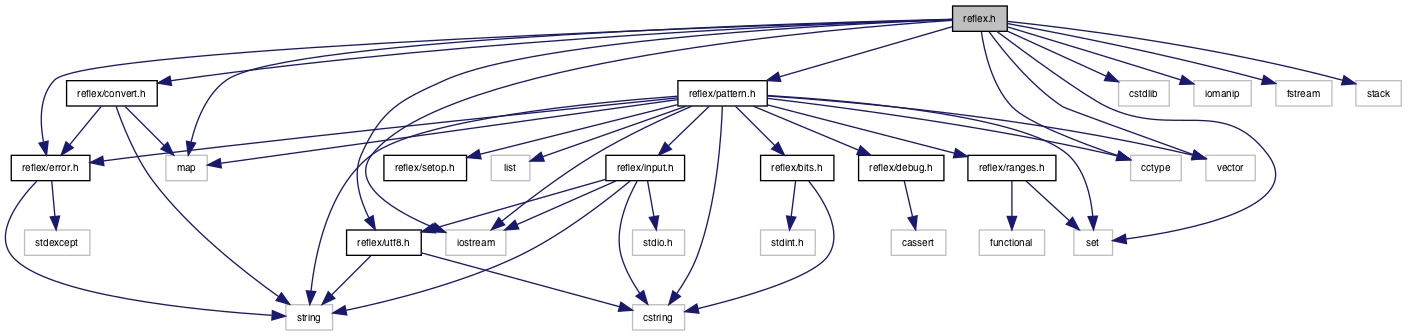 reflex.h
reflex/convert.h
reflex/pattern.h
cstdlib
iomanip
fstream
stack
reflex/error.h
map
reflex/setop.h
list
reflex/input.h
reflex/bits.h
reflex/debug.h
reflex/ranges.h
cctype
vector
stdexcept
reflex/utf8.h
iostream
stdio.h
stdint.h
cassert
functional
set
string
cstring